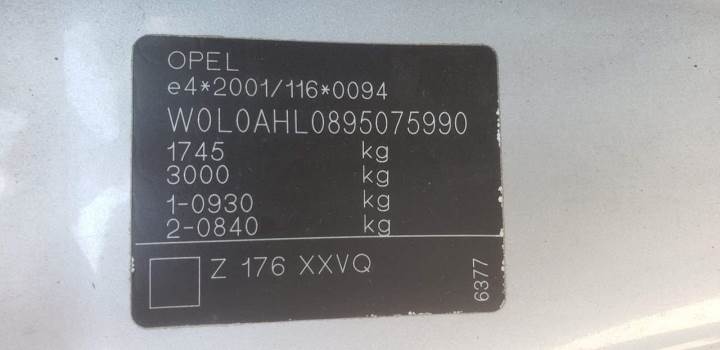 OPEL
e4*2001/116*0094
W0L0AHL0895075990
1745 kg
3000 kg
1-0930 kg
2-0840 kg
Z 176 XXVQ
6377